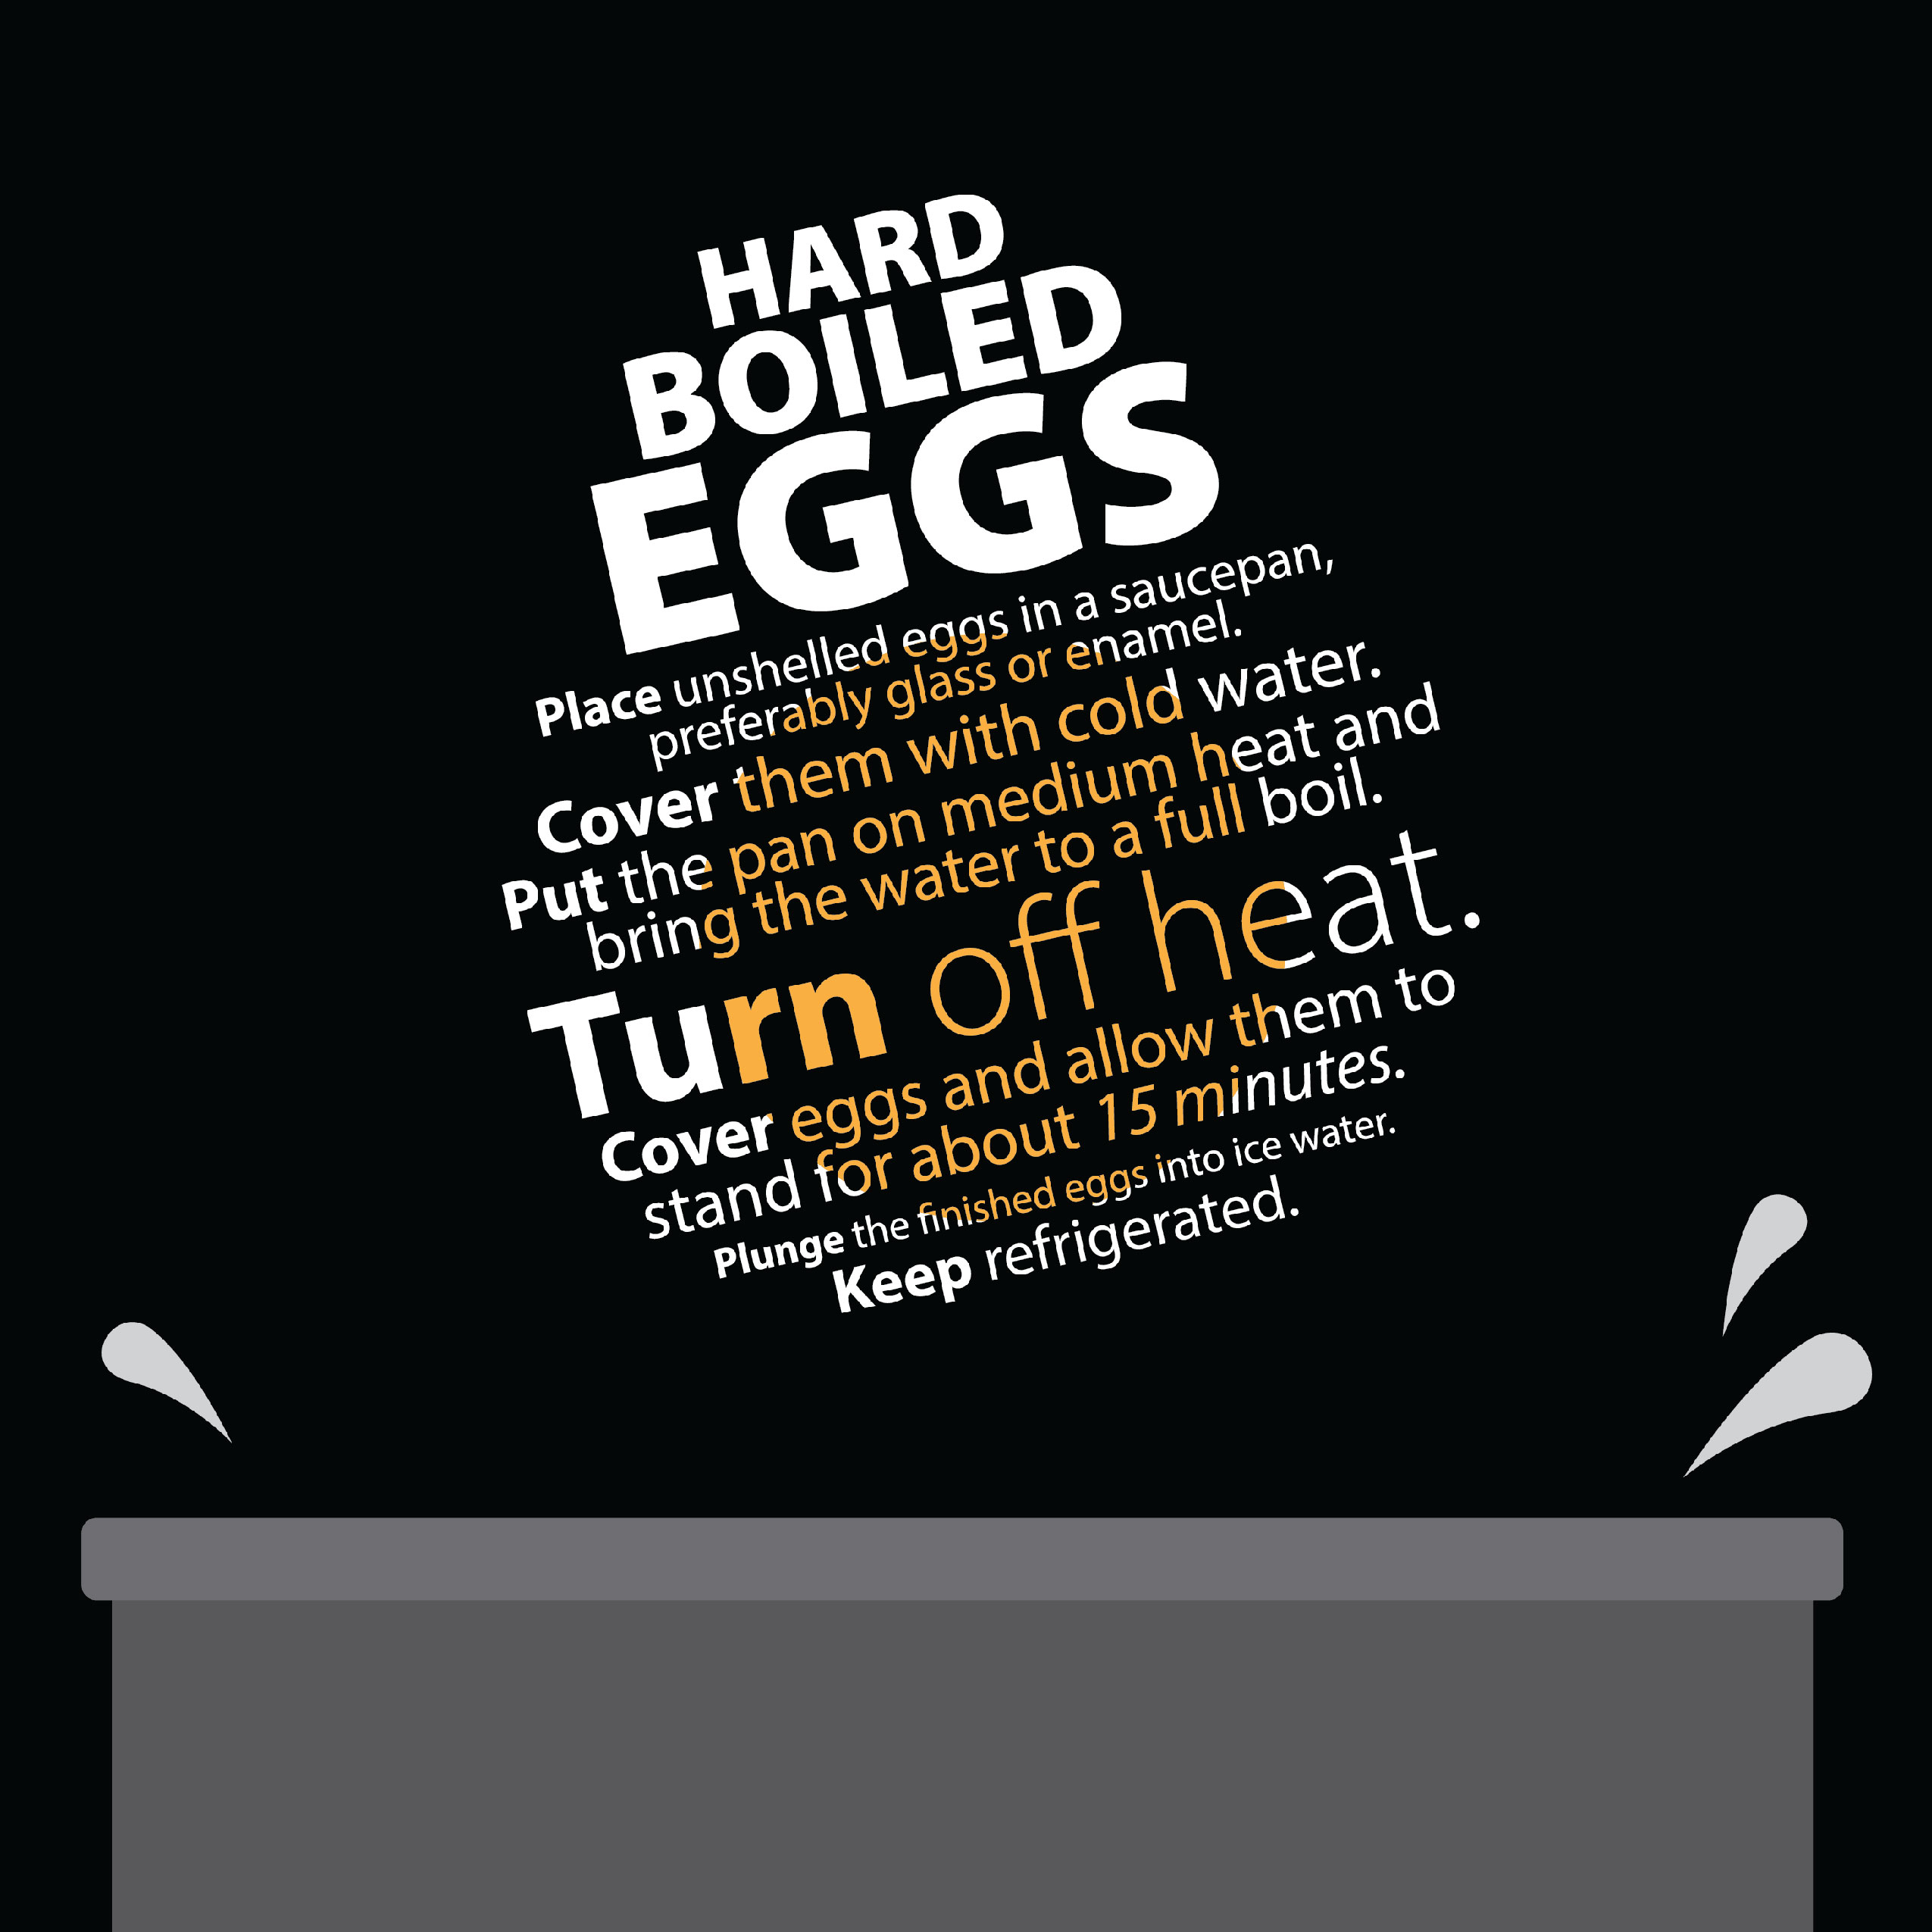 HARD
BOILED
EGGS
Place unshelled eggs in a saucepan,
preferably glass or enamel.
Cover them with cold water.
Put the pan on medium heat and
bring the water to a full boil.
Turn off heat.
Cover eggs and allow them to
stand for about 15 minutes.
Plunge the finished eggs into ice water.
Keep refrigerated.